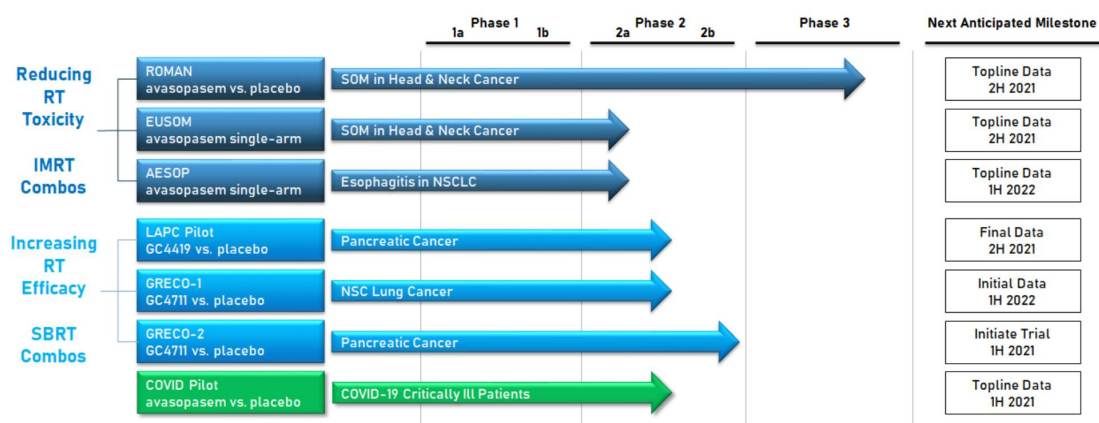 Phase 1
1a 1b
Phase 2
2a 2b
Phase 3
Next Anticipated Milestone
Reducing
RT
Toxicity
IMRT
Combos
ROMAN
avasopasem vs. placebo
SOM in Head & Neck Cancer
Topline Data
2H 2021
EUSOM
avasopasem single-arm
SOM in Head & Neck Cancer
Topline Data
2H 2021
AESOP
avasopasem single-arm
Esophagitis in NSCLC
Topline Data
1H 2022
Increasing
RT
Efficacy
SBRT
Combos
LAPC Pilot
GC4419 vs. placebo
Pancreatic Cancer
Final Data
2H 2021
GRECO-1
GC4711 vs. placebo
NSC Lung Cancer
Initial Data
1H 2022
GRECO-2
GC4711 vs. placebo
Pancreatic Cancer
Initiate Trial
1H 2021
COVID Pilot
avasopasem vs. placebo
COVID-19 Critically Ill Patients
Topline Data
1H 2021